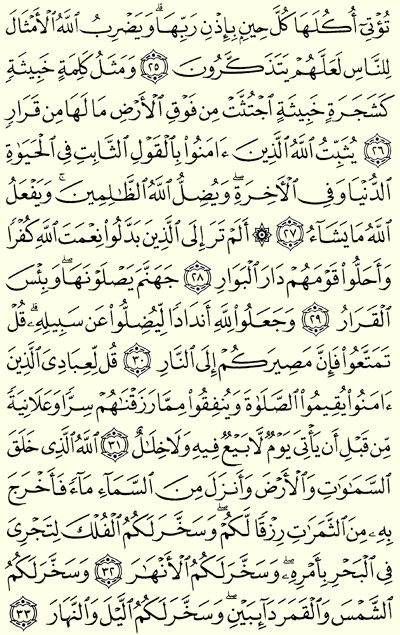 تُؤۡتِيٓ أُكُلَهَا كُلَّ حِينِۭ بِإِذۡنِ رَبِّهَاۗ وَيَضۡرِبُ ٱللَّهُ ٱلۡأَمۡثَالَ
لِلنَّاسِ لَعَلَّهُمۡ يَتَذَكَّرُونَ ٢٥ وَمَثَلُ كَلِمَةٍ خَبِيثَةٖ
كَشَجَرَةٍ خَبِيثَةٍ ٱجۡتُثَّتۡ مِن فَوۡقِ ٱلۡأَرۡضِ مَا لَهَا مِن قَرَارٖ
٢٦ يُثَبِّتُ ٱللَّهُ ٱلَّذِينَ ءَامَنُواْ بِٱلۡقَوۡلِ ٱلثَّابِتِ فِي ٱلۡحَيَوٰةِ
ٱلدُّنۡيَا وَفِي ٱلۡأٓخِرَةِۖ وَيُضِلُّ ٱللَّهُ ٱلظَّٰلِمِينَۚ وَيَفۡعَلُ
ٱللَّهُ مَا يَشَآءُ ٢٧ ۞ أَلَمۡ تَرَ إِلَى ٱلَّذِينَ بَدَّلُواْ نِعۡمَتَ ٱللَّهِ كُفۡرٗا
وَأَحَلُّواْ قَوۡمَهُمۡ دَارَ ٱلۡبَوَارِ ٢٨ جَهَنَّمَ يَصۡلَوۡنَهَاۖ وَبِئۡسَ
ٱلۡقَرَارُ ٢٩ وَجَعَلُواْ لِلَّهِ أَندَادٗا لِّيُضِلُّواْ عَن سَبِيلِهِۦۗ قُلۡ
تَمَتَّعُواْ فَإِنَّ مَصِيرَكُمۡ إِلَى ٱلنَّارِ ٣٠ قُل لِّعِبَادِيَ ٱلَّذِينَ
ءَامَنُواْ يُقِيمُواْ ٱلصَّلَوٰةَ وَيُنفِقُواْ مِمَّا رَزَقۡنَٰهُمۡ سِرّٗا وَعَلَانِيَةٗ
مِّن قَبۡلِ أَن يَأۡتِيَ يَوۡمٞ لَّا بَيۡعٞ فِيهِ وَلَا خِلَٰلٌ ٣١ ٱللَّهُ ٱلَّذِي خَلَقَ
ٱلسَّمَٰوَٰتِ وَٱلۡأَرۡضَ وَأَنزَلَ مِنَ ٱلسَّمَآءِ مَآءٗ فَأَخۡرَجَ
بِهِۦ مِنَ ٱلثَّمَرَٰتِ رِزۡقٗا لَّكُمۡۖ وَسَخَّرَ لَكُمُ ٱلۡفُلۡكَ لِتَجۡرِيَ
فِي ٱلۡبَحۡرِ بِأَمۡرِهِۦۖ وَسَخَّرَ لَكُمُ ٱلۡأَنۡهَٰرَ ٣٢ وَسَخَّرَ لَكُمُ
ٱلشَّمۡسَ وَٱلۡقَمَرَ دَآئِبَيۡنِۖ وَسَخَّرَ لَكُمُ ٱلَّيۡلَ وَٱلنَّهَارَ ٣٣